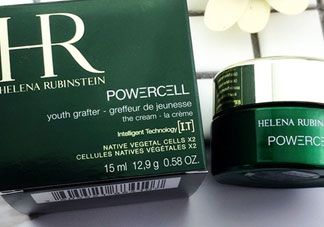 HR
HELENA RUBINSTEIN
POWERCELL
youth grafter - greffeur de jeunesse
the cream - la crème
Intelligent Technology [I.T]
NATIVE VEGETAL CELLS X2
CELLULES NATIVES VÉGÉTALES X2
15 ml 12,9 g 0.58 OZ.
HELENA RUBINS
POWERCE